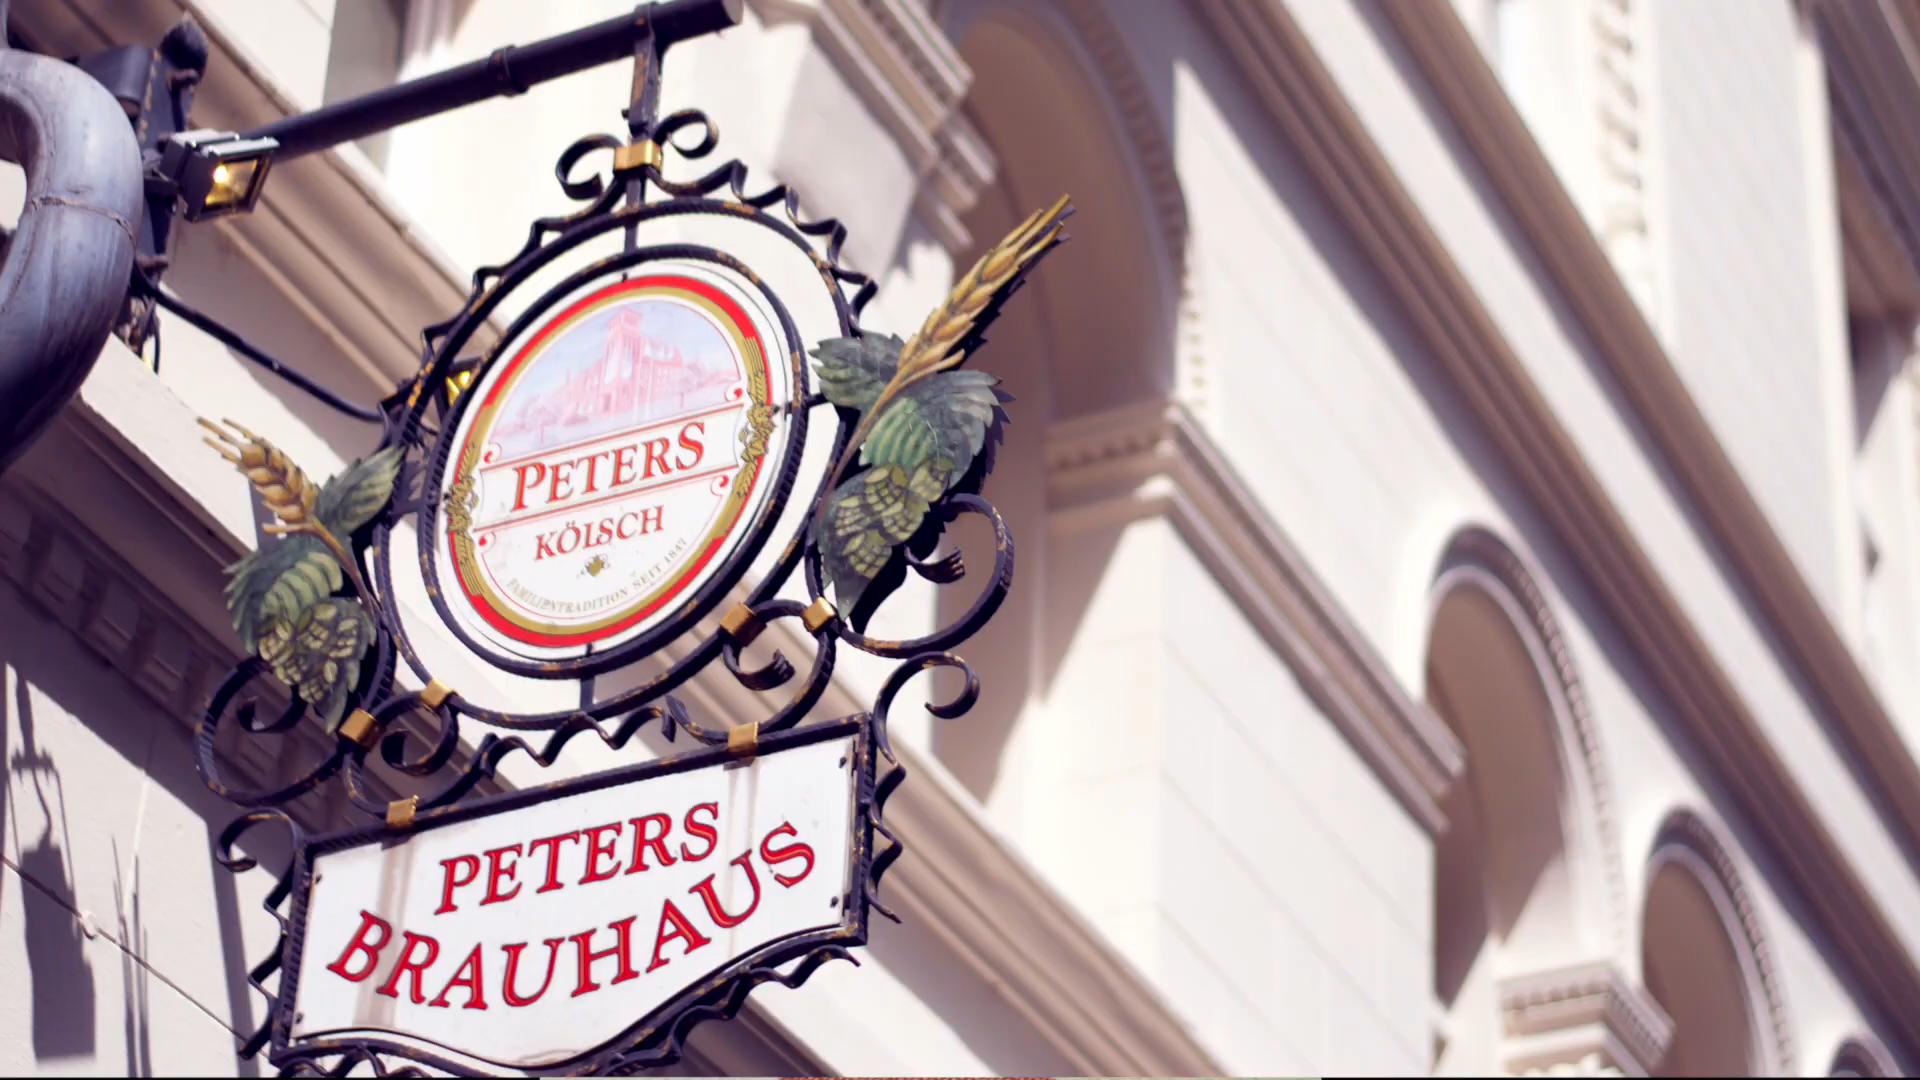 PETERS
KÖLSCH
FAMILIENTRADITION SEIT 1847
PETERS
BRAUHAUS